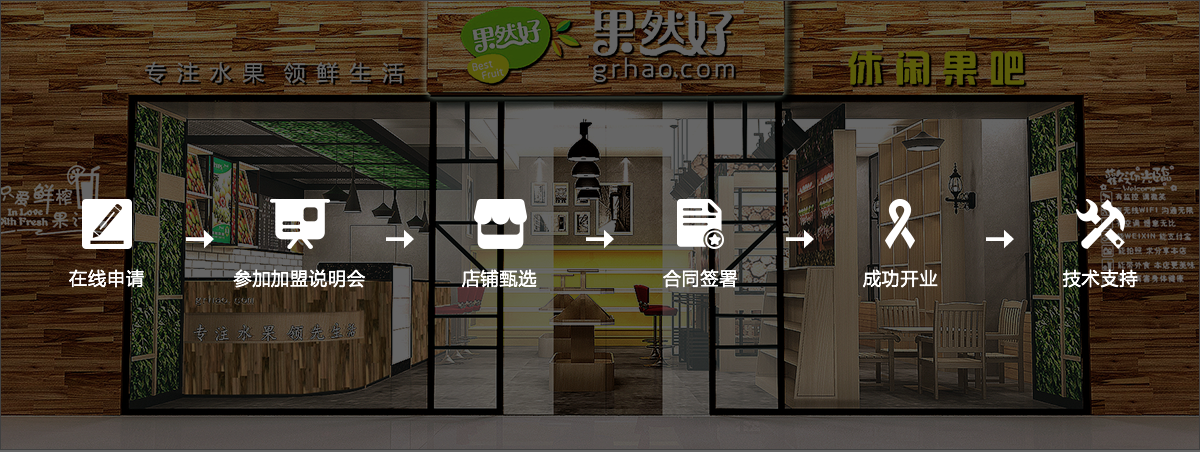 果然好
Best
Fruit
果然好
grhao.com
专注水果 领鲜生活
休闲果吧
只爱鲜榨
In Love
With Fresh
Welcome
在线申请
参加加盟说明会
店铺甄选
合同签署
成功开业
技术支持
专注水果 领先生活